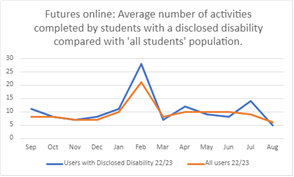 Futures online: Average number of activities
completed by students with a disclosed disability
compared with 'all students' population.
30
25
20
15
10
5
0
Sep Oct Nov Dec Jan Feb Mar Apr May Jun Jul Aug
Users with Disclosed Disability 22/23 All users 22/23